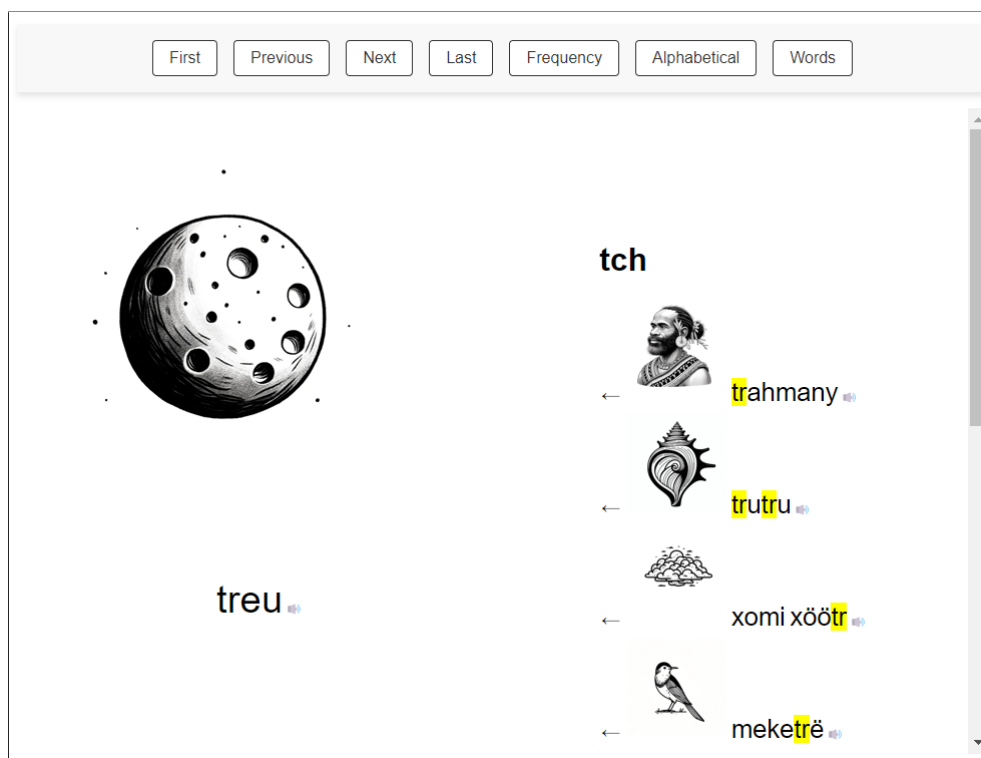 First Previous Next Last Frequency Alphabetical Words
tch
← trahmany
← trutru
treu
← xomi xöötr
← meketrë